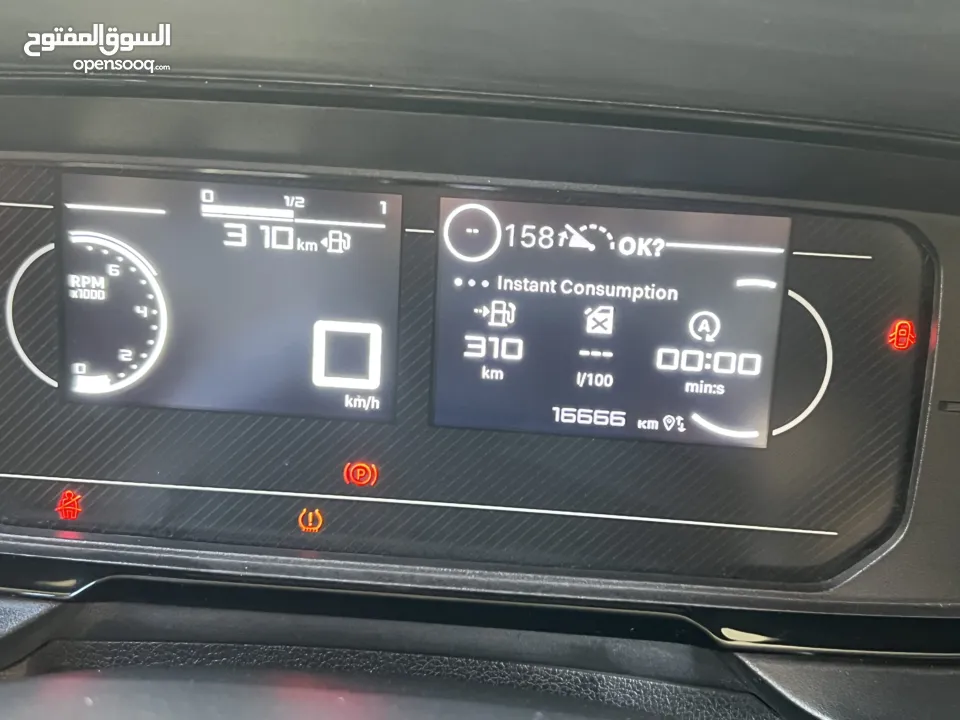 السوق المفتوح
opensooq.com
0 1/2 1
310 km
6
RPM
x1000
4
2
0
0
km/h
-- 158 OK?
Instant Consumption
A
310 --- 00:00
km l/100 min:s
16666 KM
P